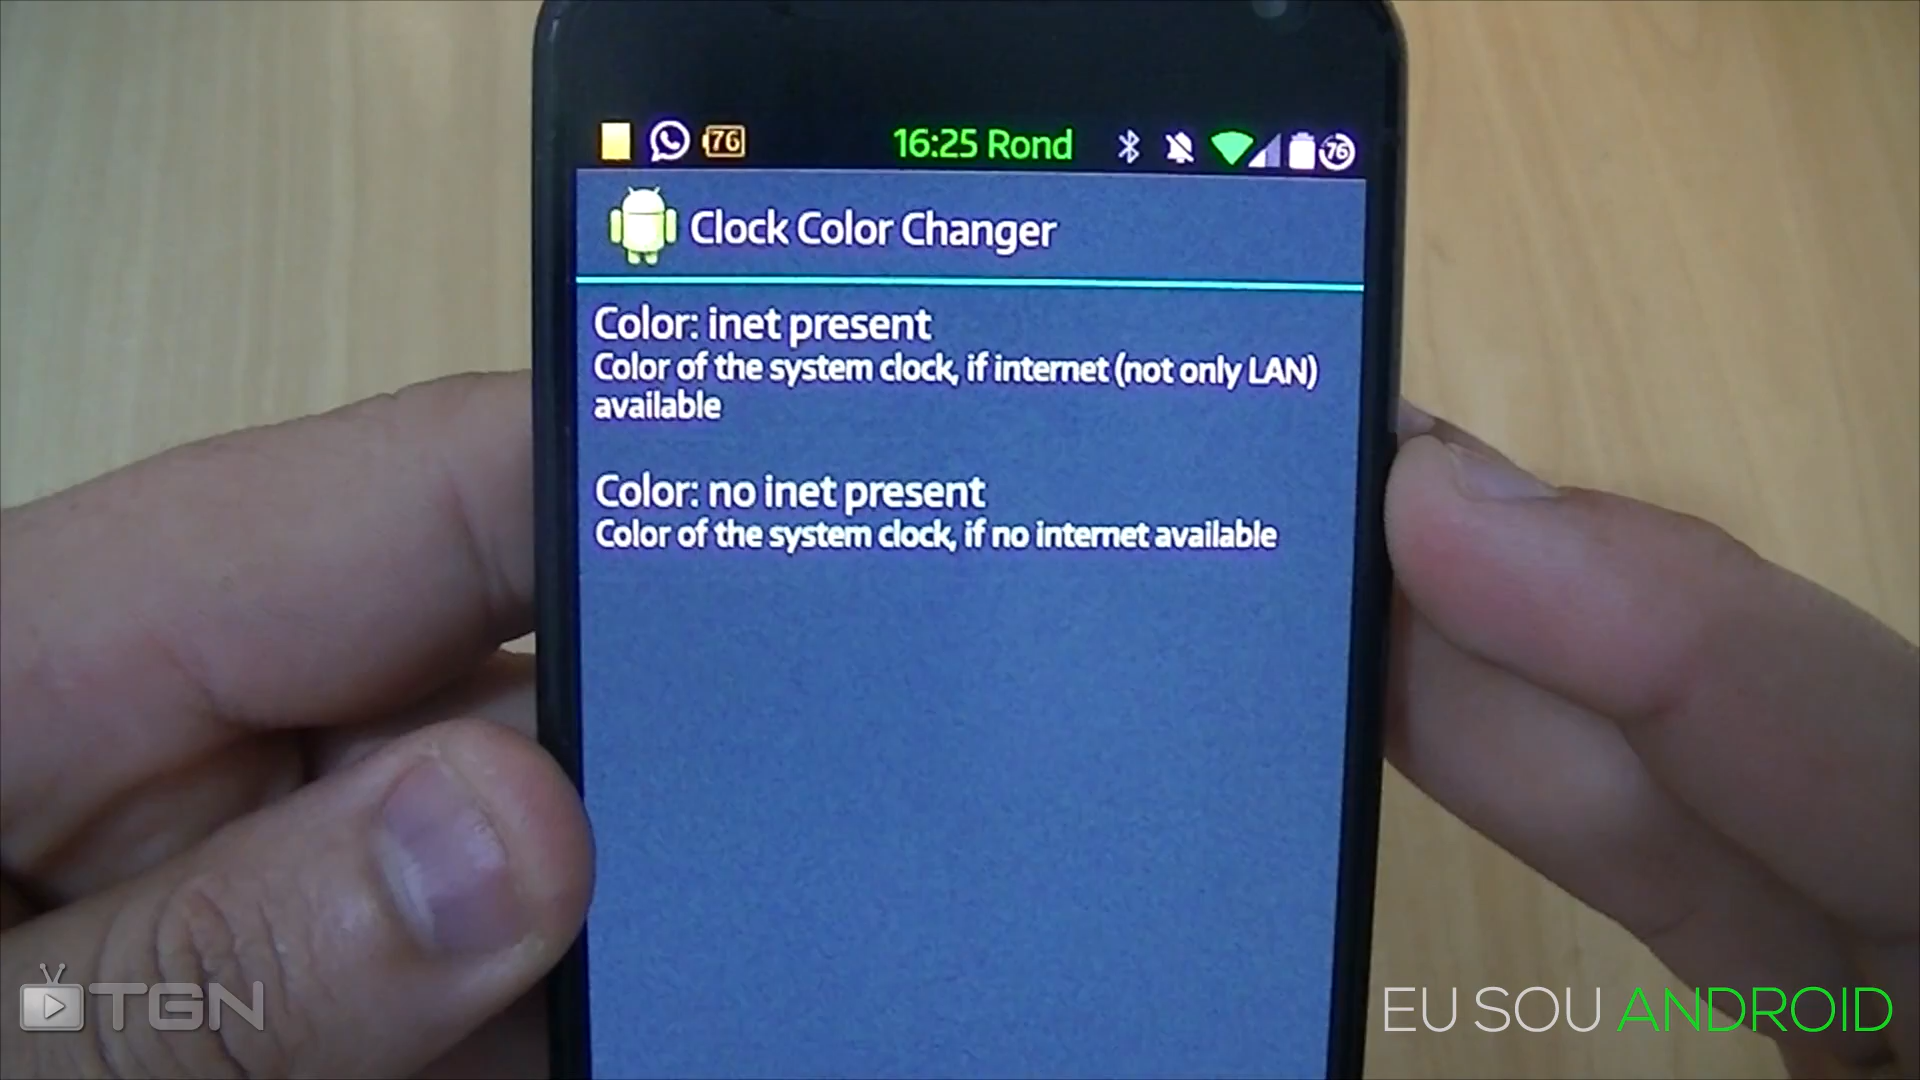 76 16:25 Rond 76
Clock Color Changer
Color: inet present
Color of the system clock, if internet (not only LAN)
available
Color: no inet present
Color of the system clock, if no internet available
TGN
EU SOU ANDROID